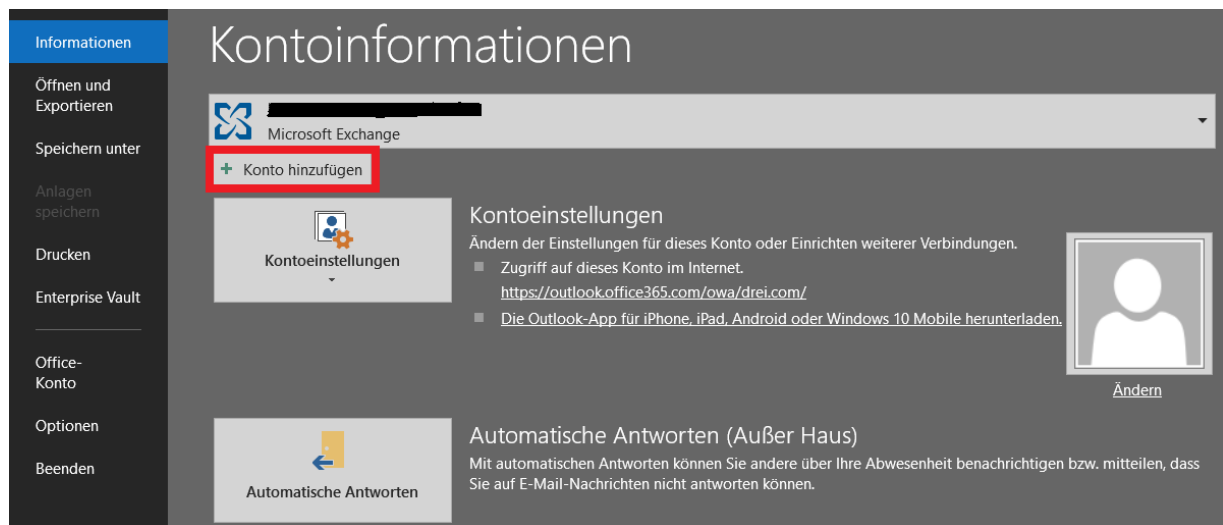 Informationen
Öffnen und
Exportieren
Speichern unter
Anlagen
speichern
Drucken
Enterprise Vault
Office-
Konto
Optionen
Beenden
Kontoinformationen
Microsoft Exchange
+ Konto hinzufügen
Kontoeinstellungen
Kontoeinstellungen
Ändern der Einstellungen für dieses Konto oder Einrichten weiterer Verbindungen.
Zugriff auf dieses Konto im Internet.
https://outlook.office365.com/owa/drei.com/
Die Outlook-App für iPhone, iPad, Android oder Windows 10 Mobile herunterladen.
Ändern
Automatische Antworten
Automatische Antworten (Außer Haus)
Mit automatischen Antworten können Sie andere über Ihre Abwesenheit benachrichtigen bzw. mitteilen, dass
Sie auf E-Mail-Nachrichten nicht antworten können.